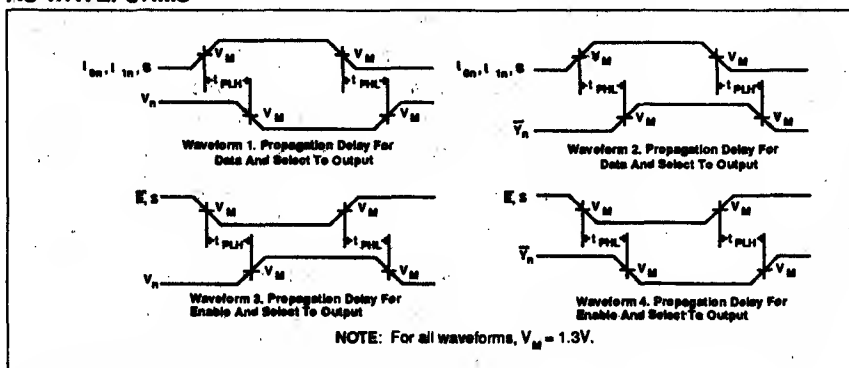 I0n, I1n, S
VM
VM
tPLH
tPHL
Vn
VM
VM
Waveform 1. Propagation Delay For
Data And Select To Output
I0n, I1n, S
VM
VM
tPHL
tPLH
Y̅n
VM
VM
Waveform 2. Propagation Delay For
Data And Select To Output
E̅, S
VM
VM
tPLH
tPHL
Vn
VM
VM
Waveform 3. Propagation Delay For
Enable And Select To Output
E, S
VM
VM
tPHL
tPLH
Y̅n
VM
VM
Waveform 4. Propagation Delay For
Enable And Select To Output
NOTE: For all waveforms, VM = 1.3V.